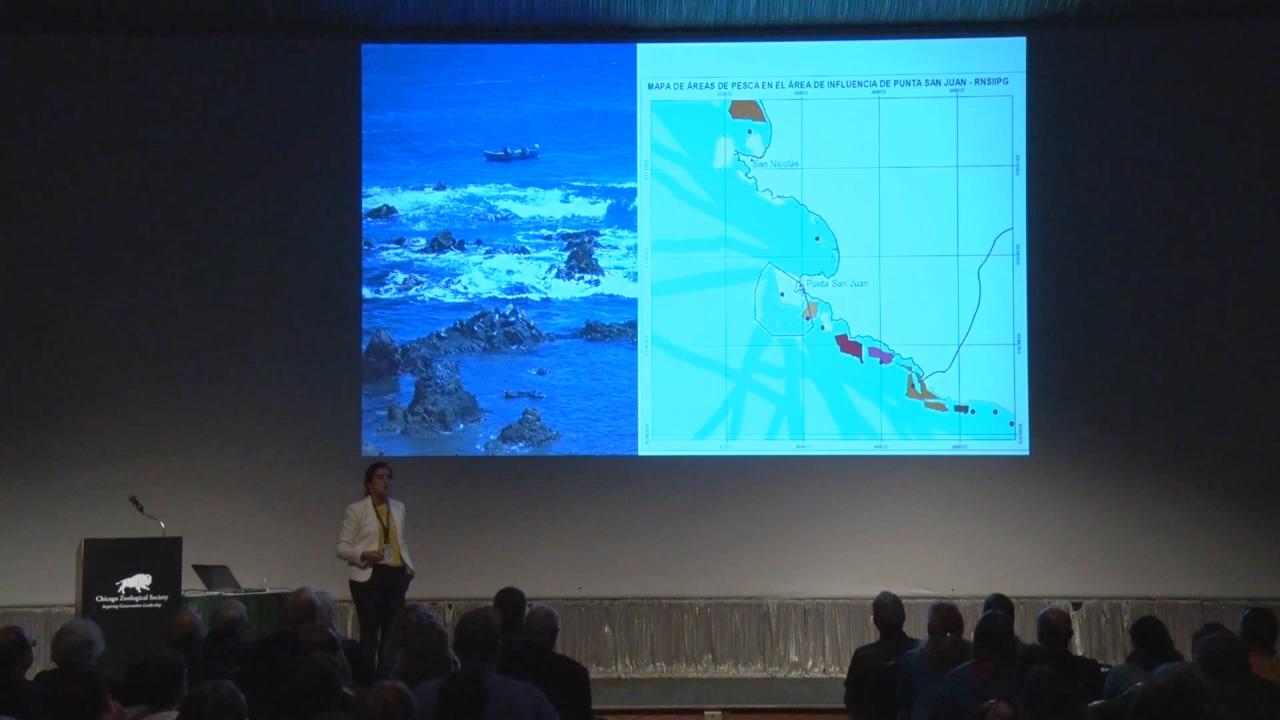 MAPA DE ÁREAS DE PESCA EN EL ÁREA DE INFLUENCIA DE PUNTA SAN JUAN - RNSIIPG
San Nicolás
Punta San Juan
Chicago Zoological Society
Inspiring Conservation Leadership